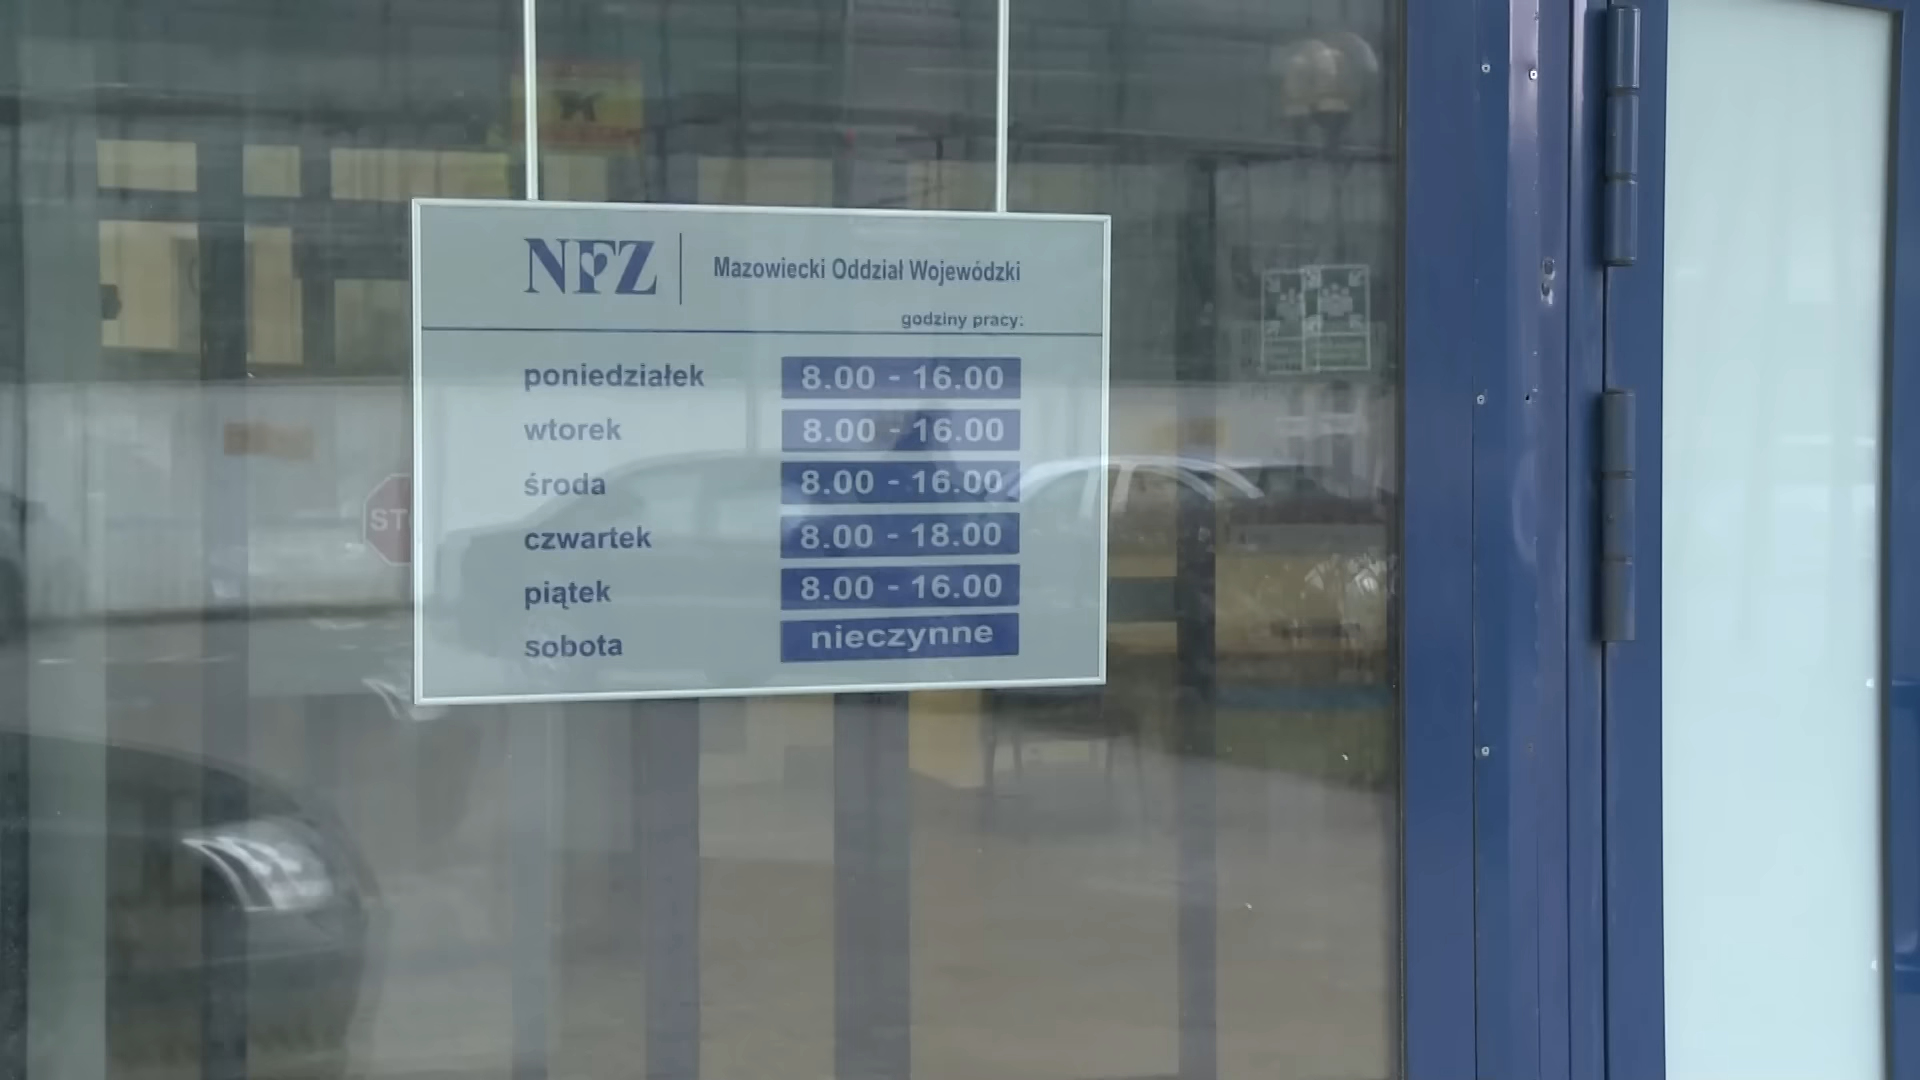 NFZ
Mazowiecki Oddział Wojewódzki
godziny pracy:
poniedziałek 8.00 - 16.00
wtorek 8.00 - 16.00
środa 8.00 - 16.00
czwartek 8.00 - 18.00
piątek 8.00 - 16.00
sobota nieczynne